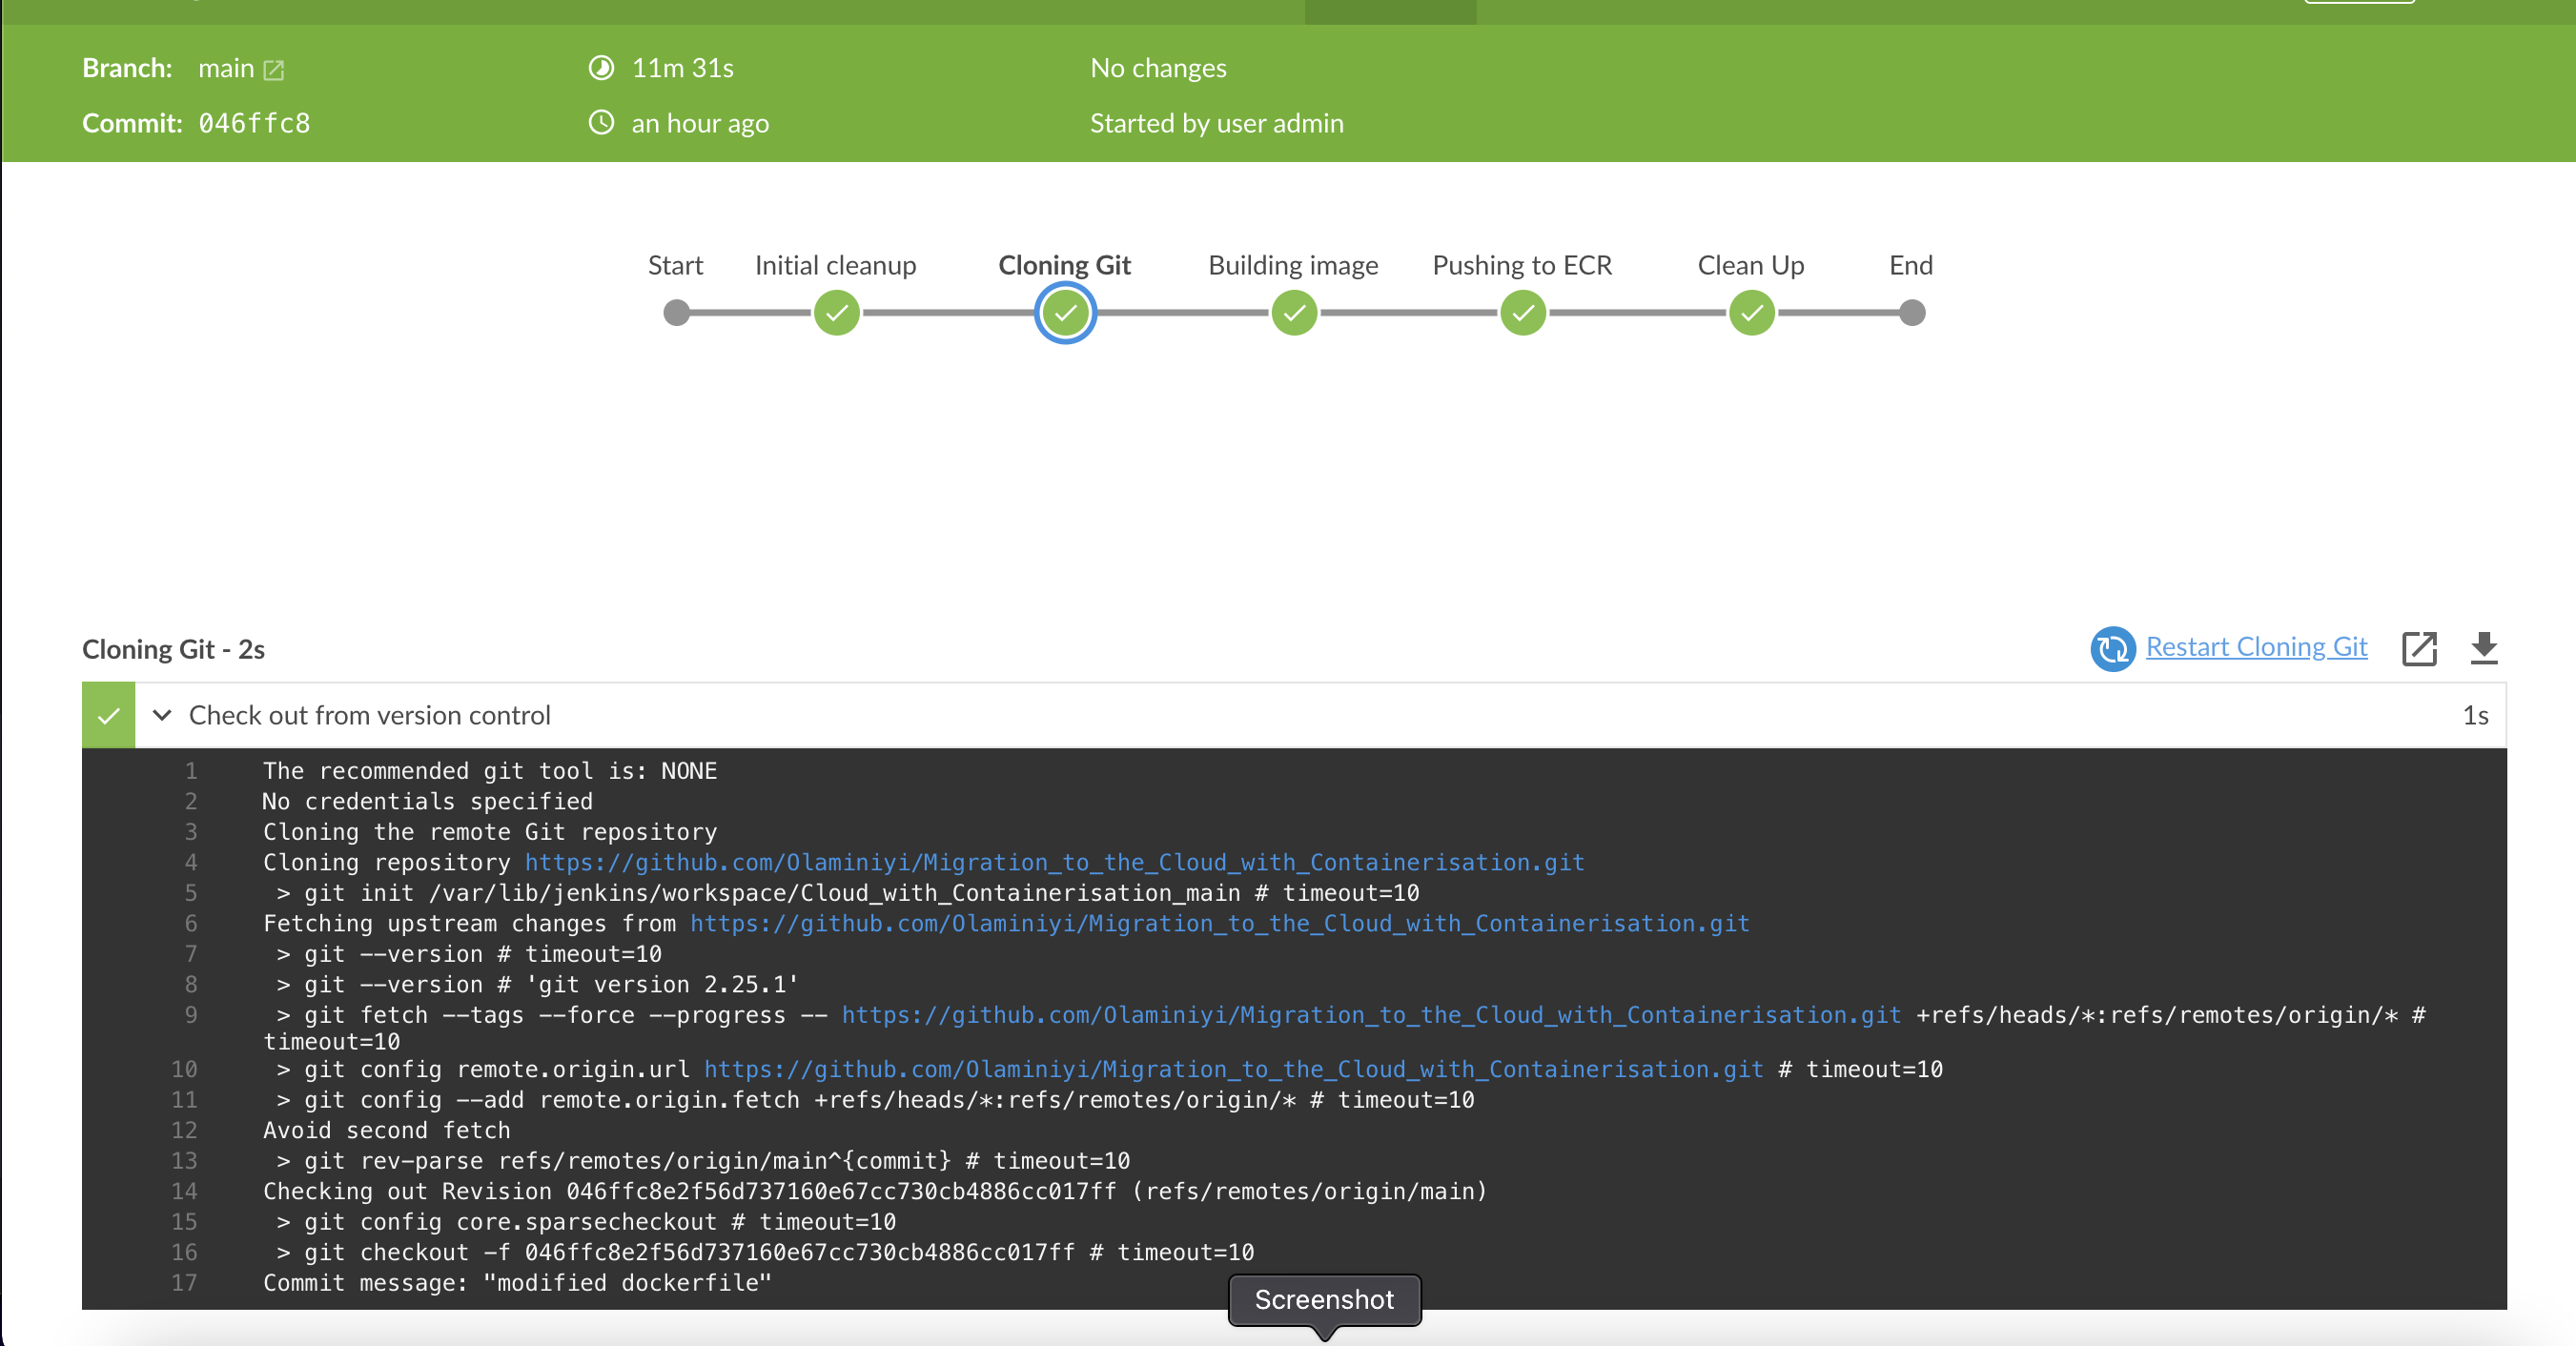 Branch: main
11m 31s
No changes
Commit: 046ffc8
an hour ago
Started by user admin
Start
Initial cleanup
Cloning Git
Building image
Pushing to ECR
Clean Up
End
Cloning Git - 2s
Restart Cloning Git
Check out from version control
1s
1 The recommended git tool is: NONE
2 No credentials specified
3 Cloning the remote Git repository
4 Cloning repository https://github.com/Olaminiyi/Migration_to_the_Cloud_with_Containerisation.git
5 > git init /var/lib/jenkins/workspace/Cloud_with_Containerisation_main # timeout=10
6 Fetching upstream changes from https://github.com/Olaminiyi/Migration_to_the_Cloud_with_Containerisation.git
7 > git --version # timeout=10
8 > git --version # 'git version 2.25.1'
9 > git fetch --tags --force --progress -- https://github.com/Olaminiyi/Migration_to_the_Cloud_with_Containerisation.git +refs/heads/*:refs/remotes/origin/* #
timeout=10
10 > git config remote.origin.url https://github.com/Olaminiyi/Migration_to_the_Cloud_with_Containerisation.git # timeout=10
11 > git config --add remote.origin.fetch +refs/heads/*:refs/remotes/origin/* # timeout=10
12 Avoid second fetch
13 > git rev-parse refs/remotes/origin/main^{commit} # timeout=10
14 Checking out Revision 046ffc8e2f56d737160e67cc730cb4886cc017ff (refs/remotes/origin/main)
15 > git config core.sparsecheckout # timeout=10
16 > git checkout -f 046ffc8e2f56d737160e67cc730cb4886cc017ff # timeout=10
17 Commit message: "modified dockerfile"
Screenshot